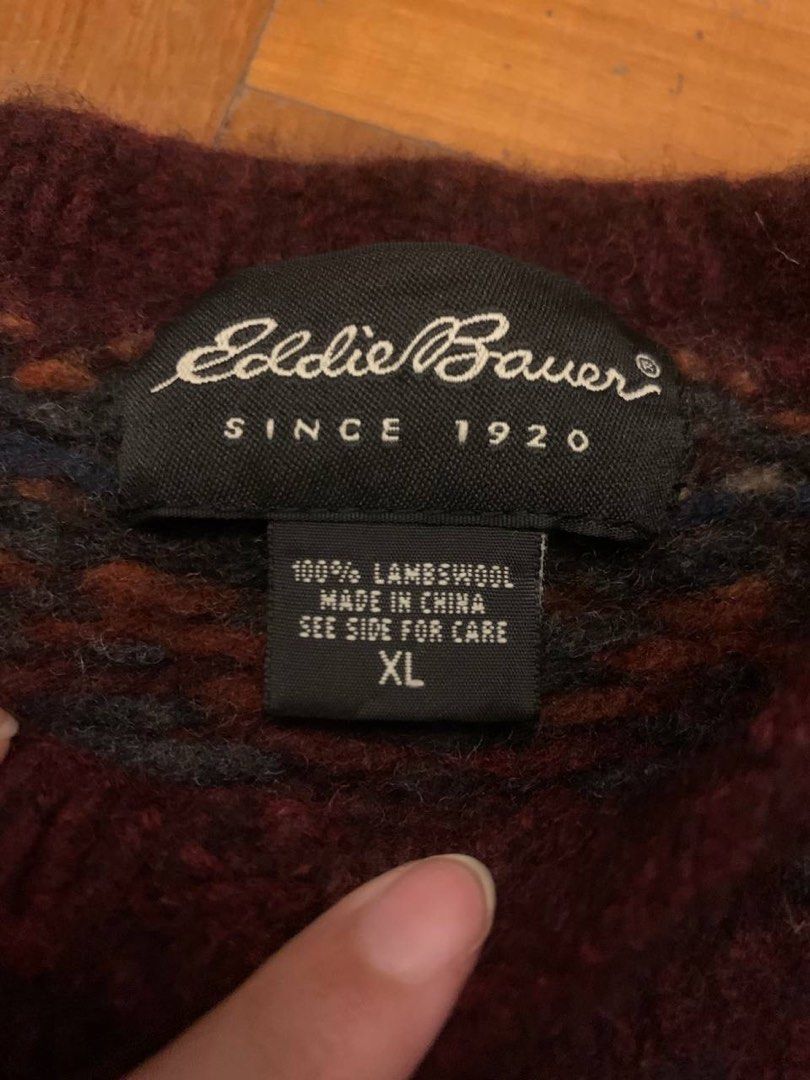 Eddie Bauer®
SINCE 1920
100% LAMBSWOOL
MADE IN CHINA
SEE SIDE FOR CARE
XL